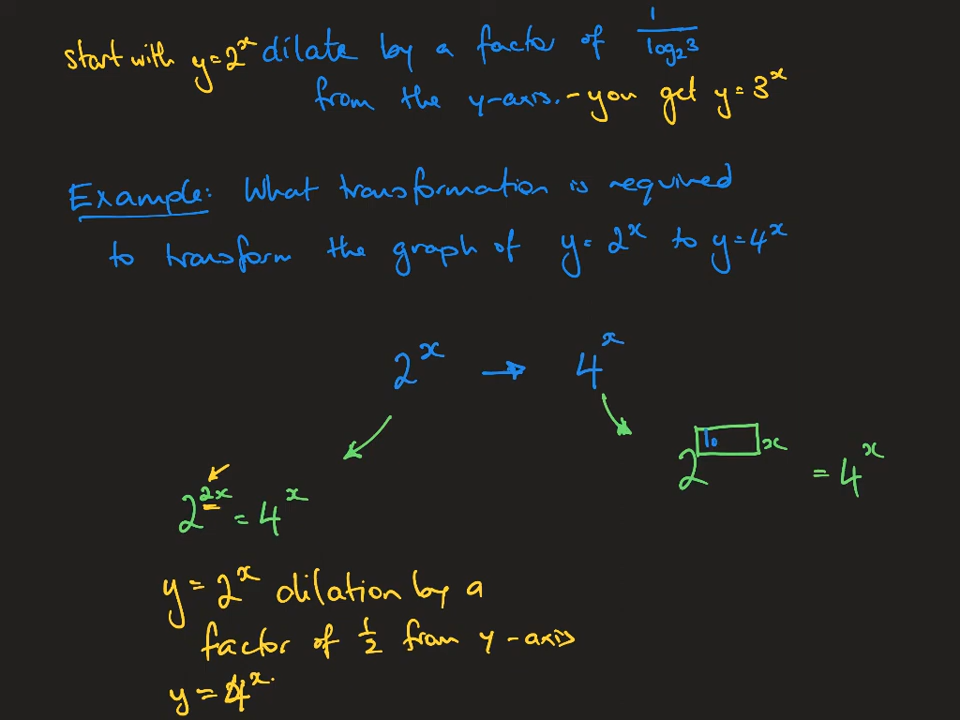 start with y=2^x dilate by a factor of 1/log₂3
from the y-axis. - you get y=3^x
Example: What transformation is required
to transform the graph of y=2^x to y=4^x
2^x → 4^x
2^{2x} = 4^x
2^{lo x} = 4^x
y=2^x dilation by a
factor of 1/2 from y-axis
y=4^x.